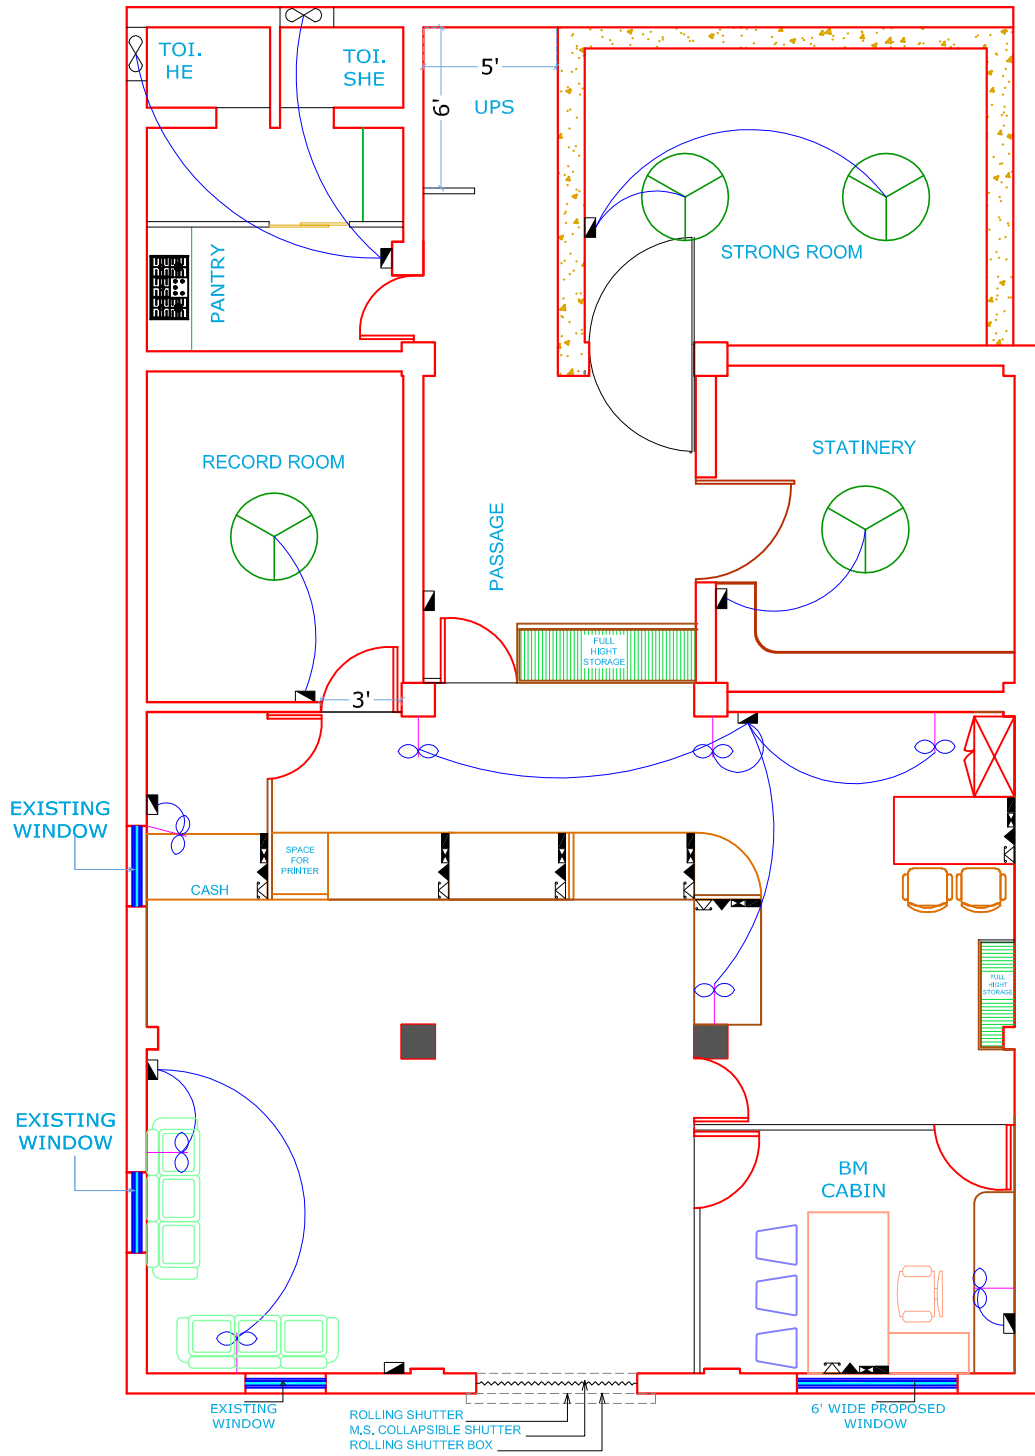 TOI.
HE
TOI.
SHE
5'
6'
UPS
STRONG ROOM
PANTRY
RECORD ROOM
STATINERY
PASSAGE
FULL
HIGHT
STORAGE
3'
EXISTING
WINDOW
SPACE
FOR
PRINTER
CASH
FULL
HIGHT
STORAGE
EXISTING
WINDOW
BM
CABIN
EXISTING
WINDOW
ROLLING SHUTTER
M.S. COLLAPSIBLE SHUTTER
ROLLING SHUTTER BOX
6' WIDE PROPOSED
WINDOW